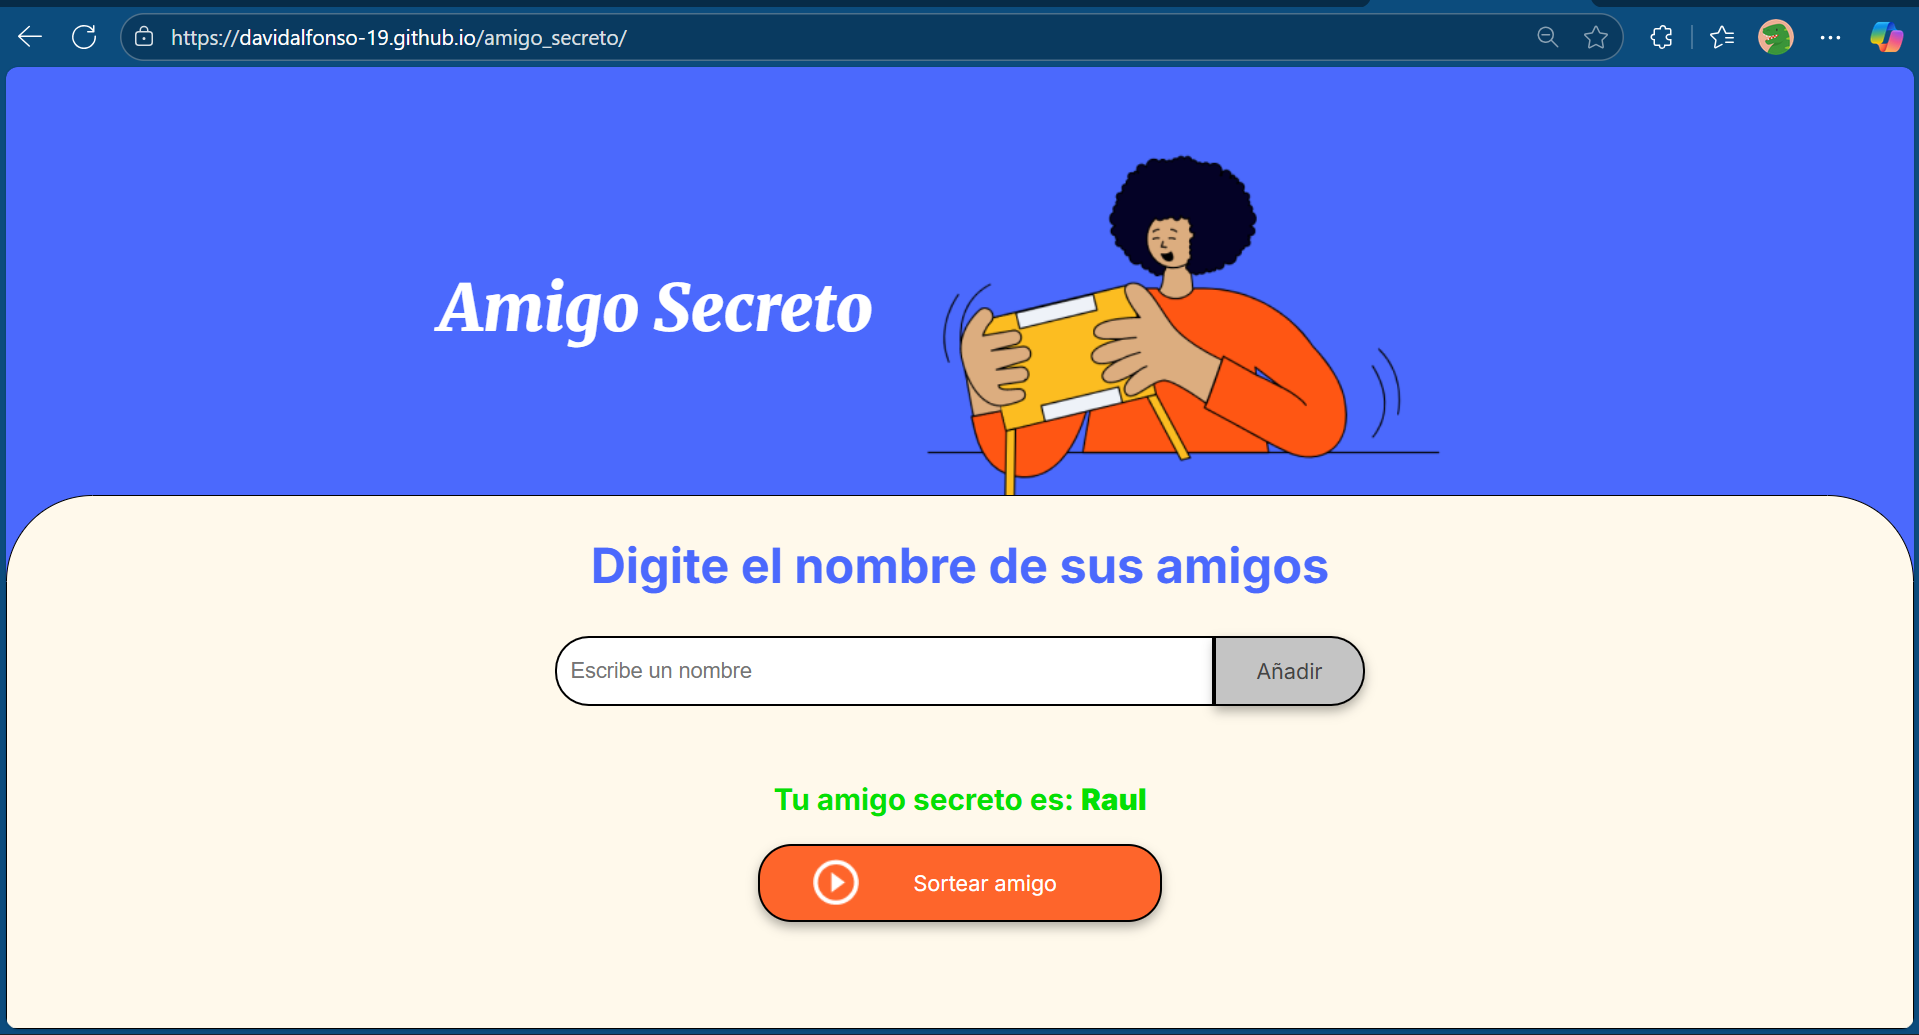 https://davidalfonso-19.github.io/amigo_secreto/
Amigo Secreto
Digite el nombre de sus amigos
Escribe un nombre
Añadir
Tu amigo secreto es: Raul
Sortear amigo